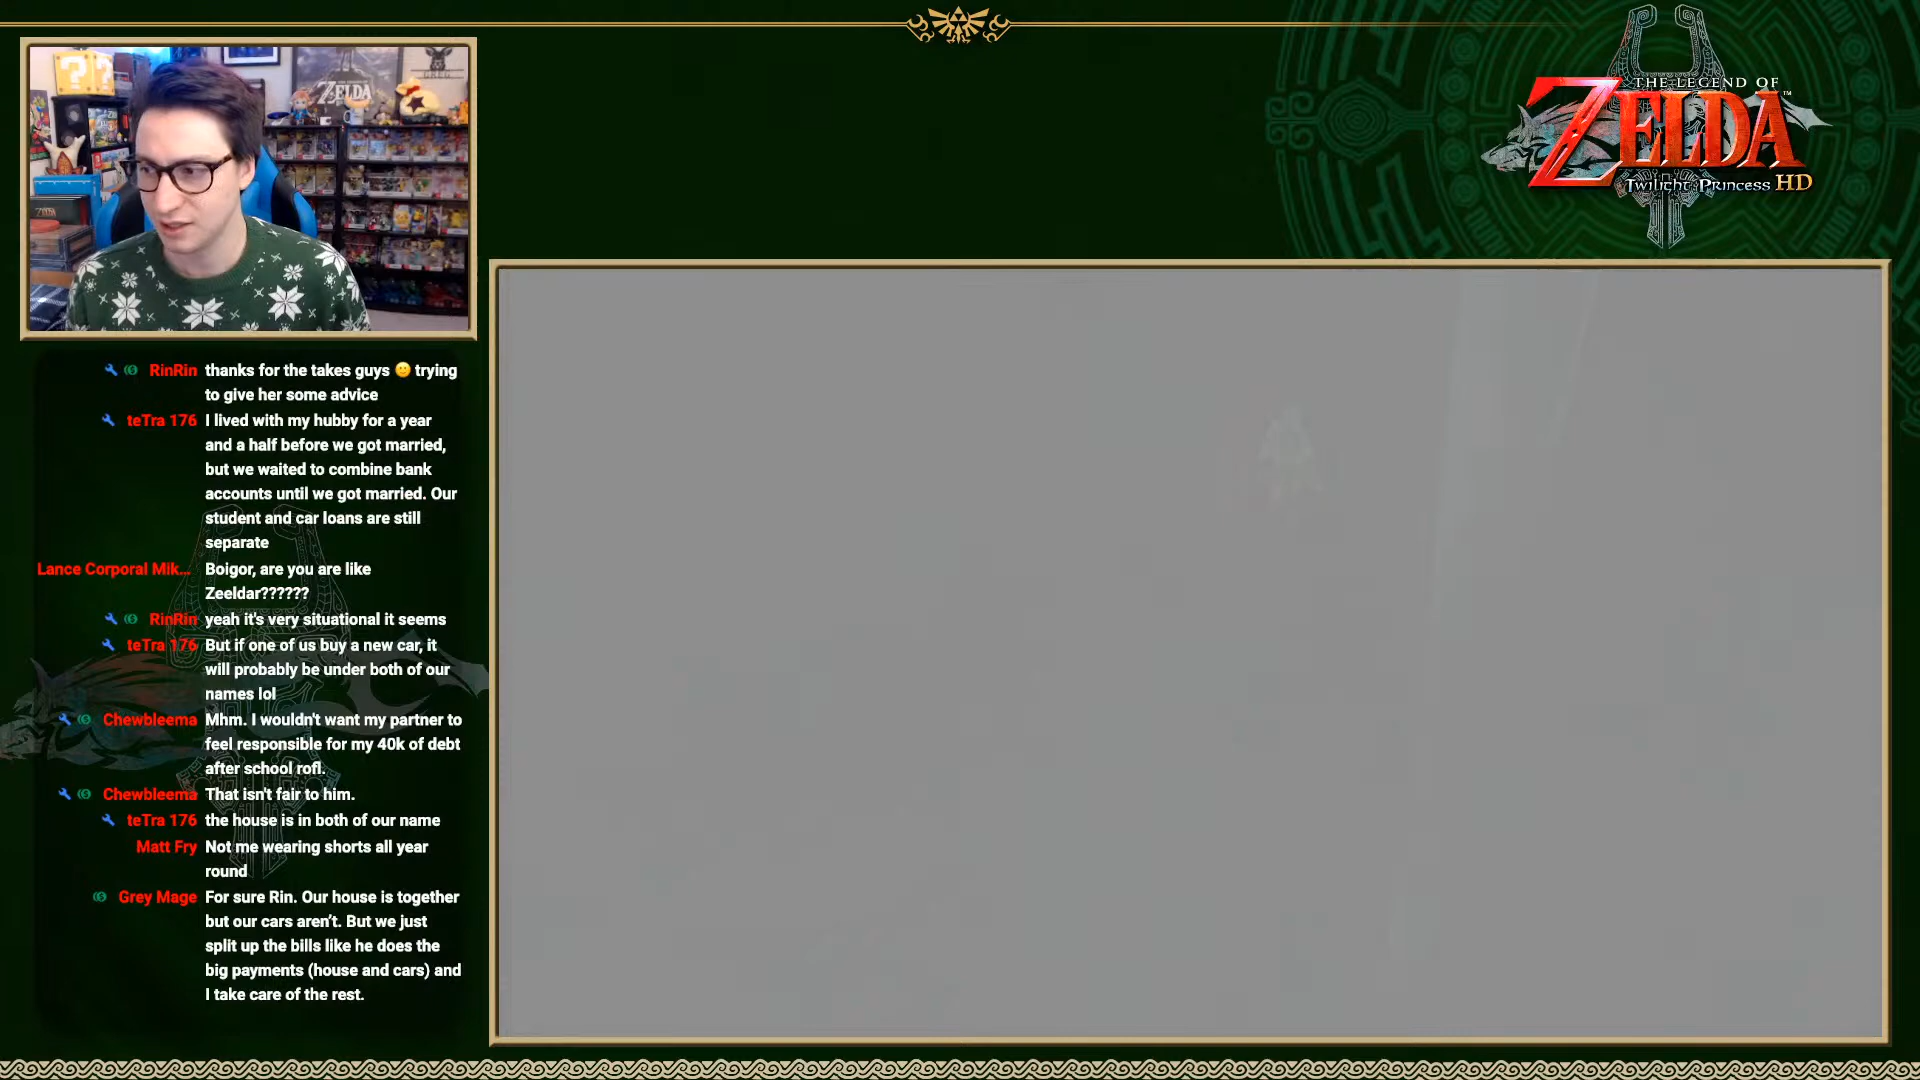 THE LEGEND OF
ZELDA™
Twilight Princess HD
ZELDA
RinRin thanks for the takes guys 🙂 trying
to give her some advice
teTra 176 I lived with my hubby for a year
and a half before we got married,
but we waited to combine bank
accounts until we got married. Our
student and car loans are still
separate
Lance Corporal Mik... Boigor, are you are like
Zeeldar??????
RinRin yeah it's very situational it seems
teTra 176 But if one of us buy a new car, it
will probably be under both of our
names lol
Chewbleema Mhm. I wouldn't want my partner to
feel responsible for my 40k of debt
after school rofl.
Chewbleema That isn't fair to him.
teTra 176 the house is in both of our name
Matt Fry Not me wearing shorts all year
round
Grey Mage For sure Rin. Our house is together
but our cars aren't. But we just
split up the bills like he does the
big payments (house and cars) and
I take care of the rest.